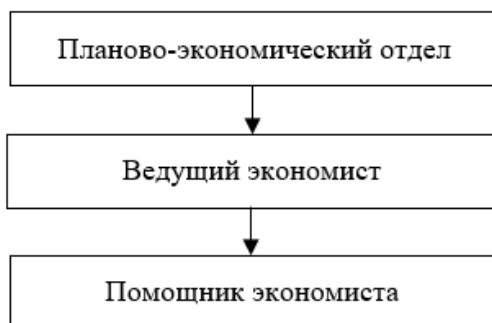 Планово-экономический отдел
Ведущий экономист
Помощник экономиста